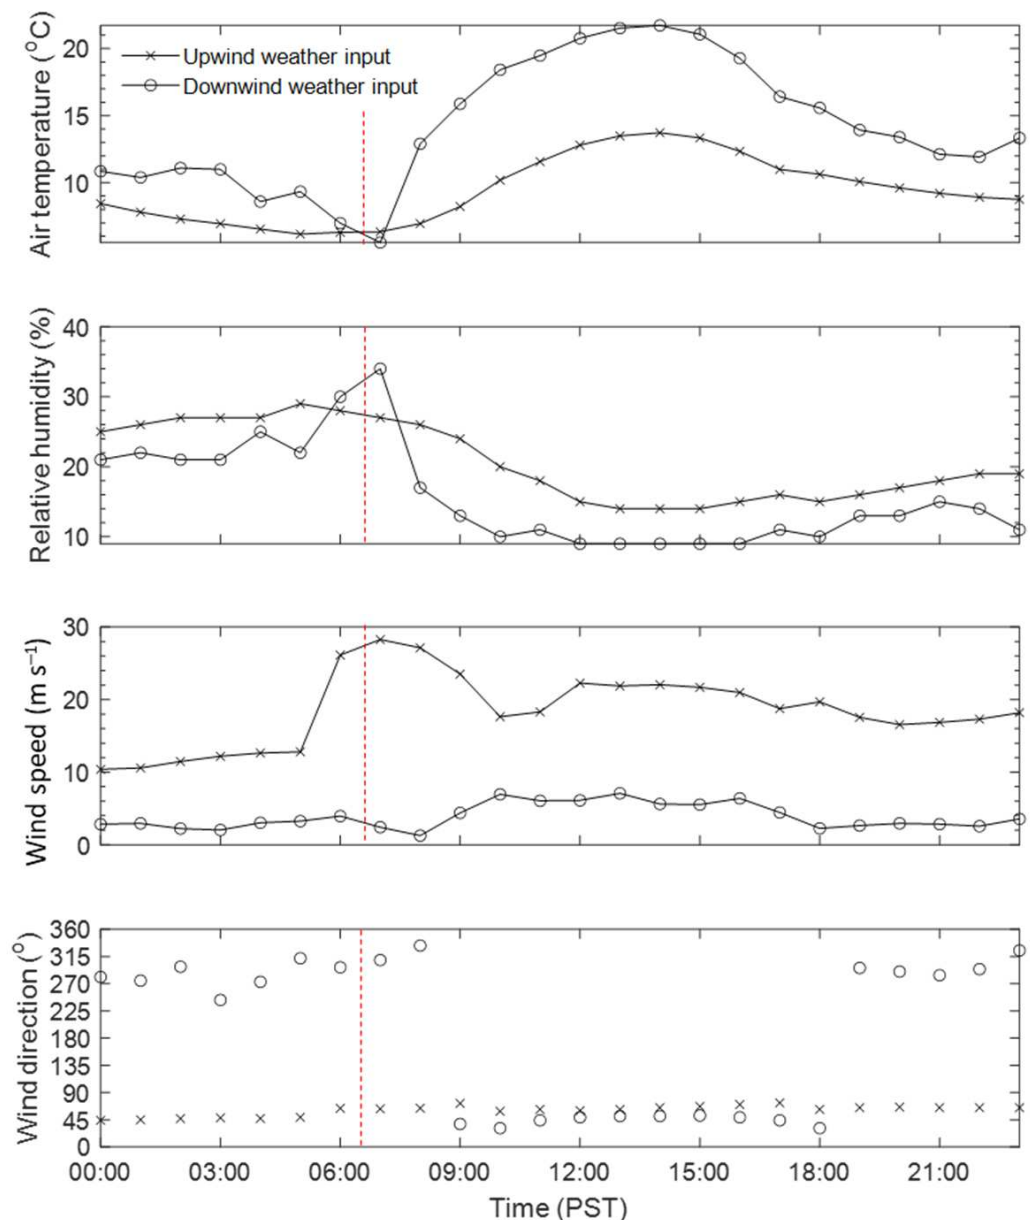 Air temperature (°C)
20
15
10
Upwind weather input
Downwind weather input
Relative humidity (%)
40
30
20
10
Wind speed (m s⁻¹)
30
20
10
0
Wind direction (°)
360
315
270
225
180
135
90
45
0
00:00 03:00 06:00 09:00 12:00 15:00 18:00 21:00
Time (PST)